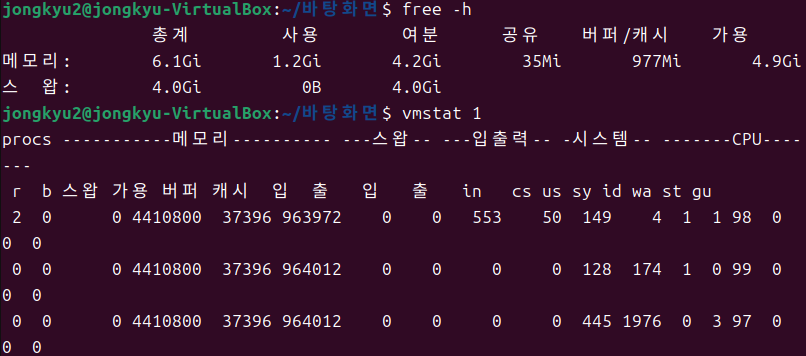 jongkyu2@jongkyu-VirtualBox:~/바탕화면$ free -h
총계 사용 여분 공유 버퍼/캐시 가용
메모리: 6.1Gi 1.2Gi 4.2Gi 35Mi 977Mi 4.9Gi
스왑: 4.0Gi 0B 4.0Gi
jongkyu2@jongkyu-VirtualBox:~/바탕화면$ vmstat 1
procs -----------메모리---------- ---스왑-- ---입출력-- -시스템-- -------CPU----
---
r b 스왑 가용 버퍼 캐시 입 출 입 출 in cs us sy id wa st gu
2 0 0 4410800 37396 963972 0 0 553 50 149 4 1 1 98 0
0 0
0 0 0 4410800 37396 964012 0 0 0 0 128 174 1 0 99 0
0 0
0 0 0 4410800 37396 964012 0 0 0 0 445 1976 0 3 97 0
0 0